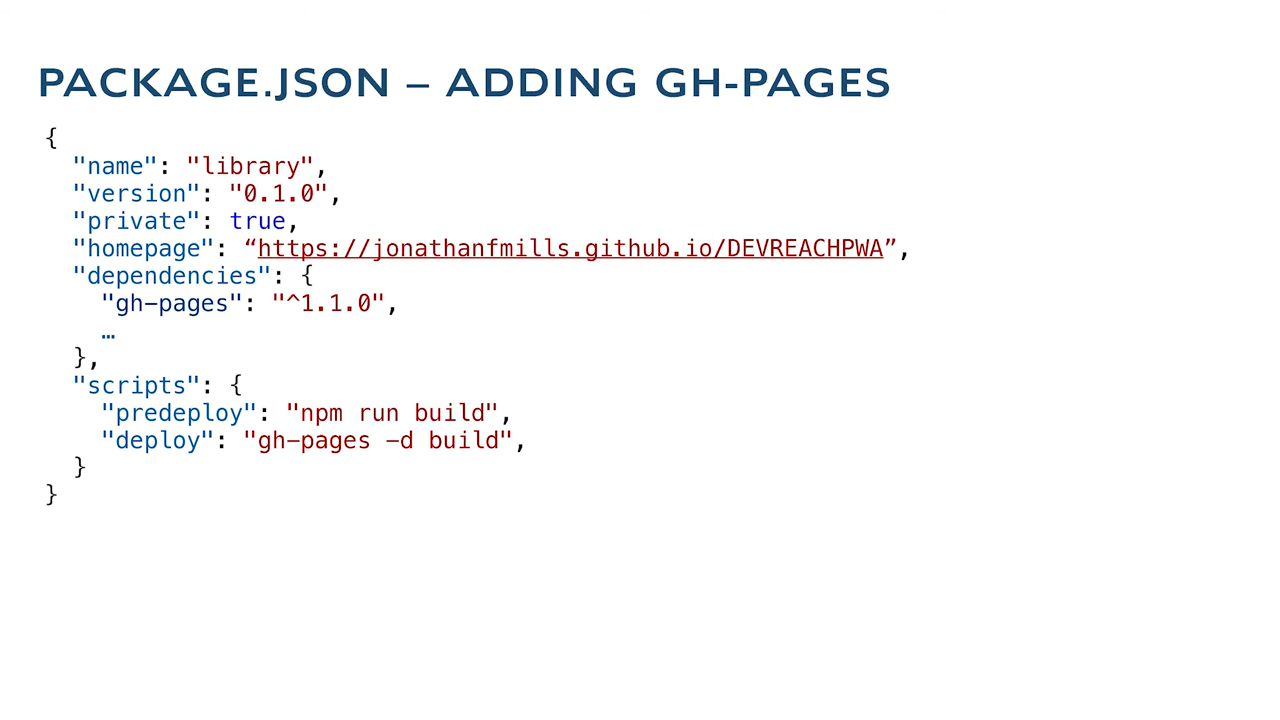 PACKAGE.JSON – ADDING GH-PAGES
{
  "name": "library",
  "version": "0.1.0",
  "private": true,
  "homepage": “https://jonathanfmills.github.io/DEVREACHPWA”,
  "dependencies": {
    "gh-pages": "^1.1.0",
    …
  },
  "scripts": {
    "predeploy": "npm run build",
    "deploy": "gh-pages -d build",
  }
}